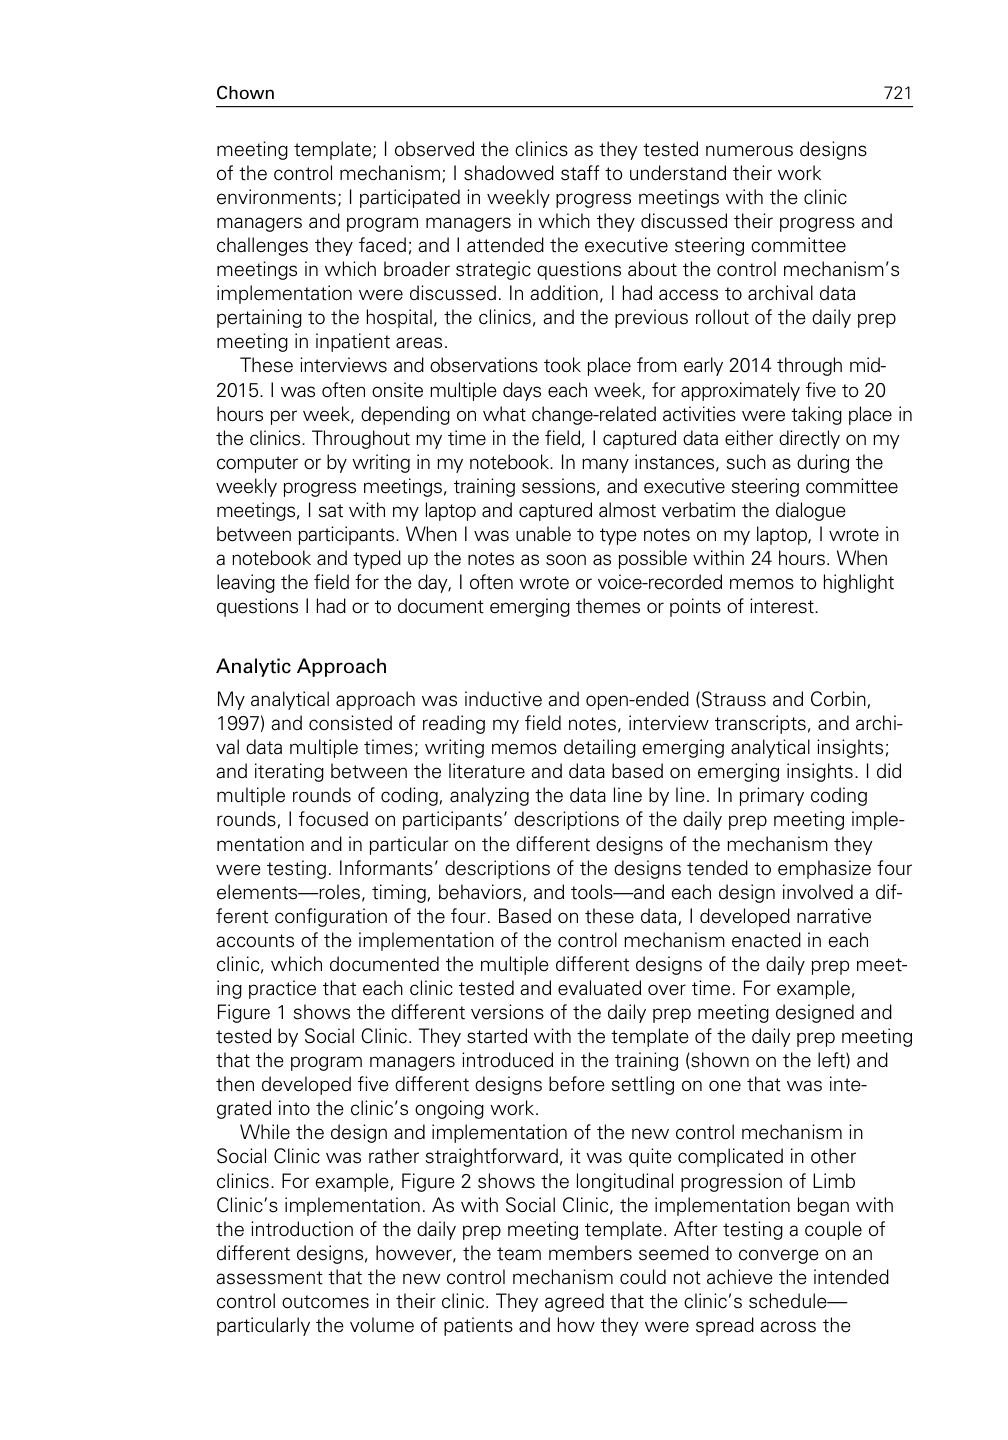 Chown 721
meeting template; I observed the clinics as they tested numerous designs
of the control mechanism; I shadowed staff to understand their work
environments; I participated in weekly progress meetings with the clinic
managers and program managers in which they discussed their progress and
challenges they faced; and I attended the executive steering committee
meetings in which broader strategic questions about the control mechanism's
implementation were discussed. In addition, I had access to archival data
pertaining to the hospital, the clinics, and the previous rollout of the daily prep
meeting in inpatient areas.
These interviews and observations took place from early 2014 through mid-
2015. I was often onsite multiple days each week, for approximately five to 20
hours per week, depending on what change-related activities were taking place in
the clinics. Throughout my time in the field, I captured data either directly on my
computer or by writing in my notebook. In many instances, such as during the
weekly progress meetings, training sessions, and executive steering committee
meetings, I sat with my laptop and captured almost verbatim the dialogue
between participants. When I was unable to type notes on my laptop, I wrote in
a notebook and typed up the notes as soon as possible within 24 hours. When
leaving the field for the day, I often wrote or voice-recorded memos to highlight
questions I had or to document emerging themes or points of interest.
Analytic Approach
My analytical approach was inductive and open-ended (Strauss and Corbin,
1997) and consisted of reading my field notes, interview transcripts, and archi-
val data multiple times; writing memos detailing emerging analytical insights;
and iterating between the literature and data based on emerging insights. I did
multiple rounds of coding, analyzing the data line by line. In primary coding
rounds, I focused on participants' descriptions of the daily prep meeting imple-
mentation and in particular on the different designs of the mechanism they
were testing. Informants' descriptions of the designs tended to emphasize four
elements—roles, timing, behaviors, and tools—and each design involved a dif-
ferent configuration of the four. Based on these data, I developed narrative
accounts of the implementation of the control mechanism enacted in each
clinic, which documented the multiple different designs of the daily prep meet-
ing practice that each clinic tested and evaluated over time. For example,
Figure 1 shows the different versions of the daily prep meeting designed and
tested by Social Clinic. They started with the template of the daily prep meeting
that the program managers introduced in the training (shown on the left) and
then developed five different designs before settling on one that was inte-
grated into the clinic's ongoing work.
While the design and implementation of the new control mechanism in
Social Clinic was rather straightforward, it was quite complicated in other
clinics. For example, Figure 2 shows the longitudinal progression of Limb
Clinic's implementation. As with Social Clinic, the implementation began with
the introduction of the daily prep meeting template. After testing a couple of
different designs, however, the team members seemed to converge on an
assessment that the new control mechanism could not achieve the intended
control outcomes in their clinic. They agreed that the clinic's schedule—
particularly the volume of patients and how they were spread across the